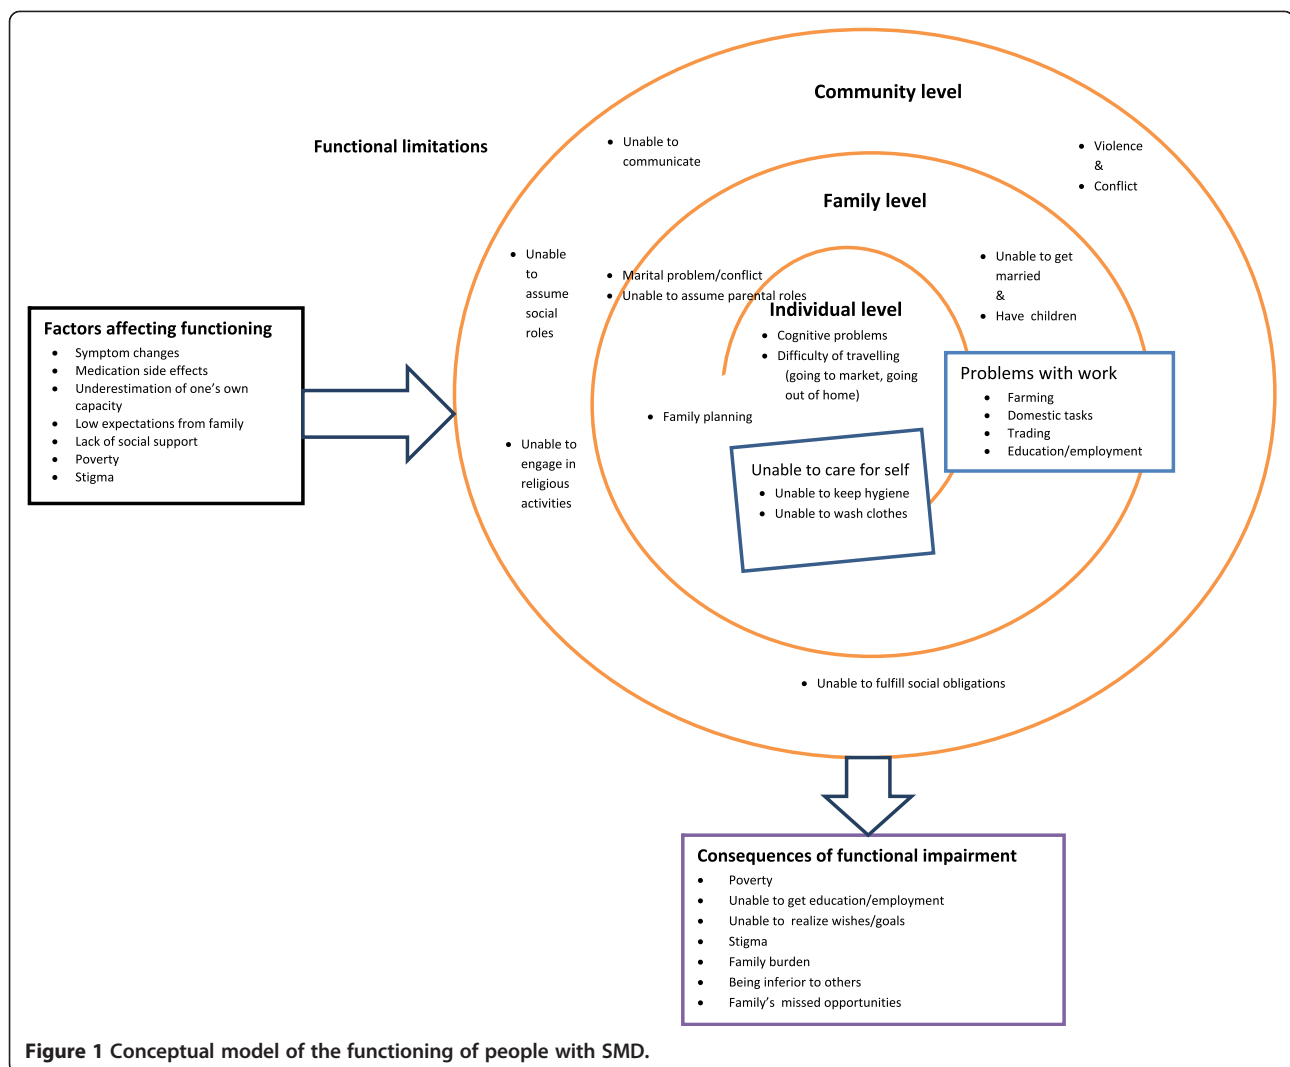 Community level
Functional limitations
• Unable to
communicate
• Violence
&
• Conflict
Family level
• Unable
to
assume
social
roles
• Marital problem/conflict
• Unable to assume parental roles
• Unable to get
married
&
• Have children
Individual level
• Cognitive problems
• Difficulty of travelling
(going to market, going
out of home)
Factors affecting functioning
• Symptom changes
• Medication side effects
• Underestimation of one’s own
capacity
• Low expectations from family
• Lack of social support
• Poverty
• Stigma
Problems with work
• Farming
• Domestic tasks
• Trading
• Education/employment
• Family planning
• Unable to
engage in
religious
activities
Unable to care for self
• Unable to keep hygiene
• Unable to wash clothes
• Unable to fulfill social obligations
Consequences of functional impairment
• Poverty
• Unable to get education/employment
• Unable to realize wishes/goals
• Stigma
• Family burden
• Being inferior to others
• Family’s missed opportunities
Figure 1 Conceptual model of the functioning of people with SMD.